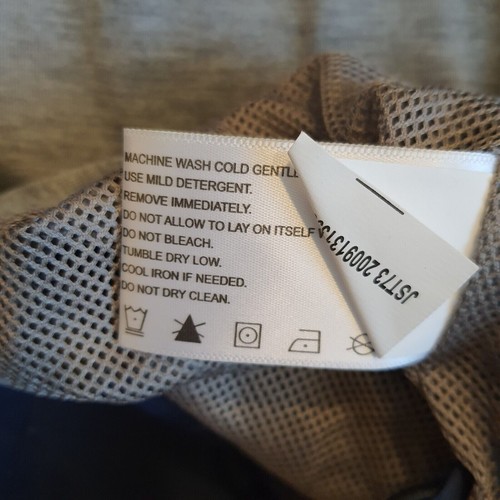 MACHINE WASH COLD GENTLE
USE MILD DETERGENT.
REMOVE IMMEDIATELY.
DO NOT ALLOW TO LAY ON ITSELF
DO NOT BLEACH.
TUMBLE DRY LOW.
COOL IRON IF NEEDED.
DO NOT DRY CLEAN.
JST73